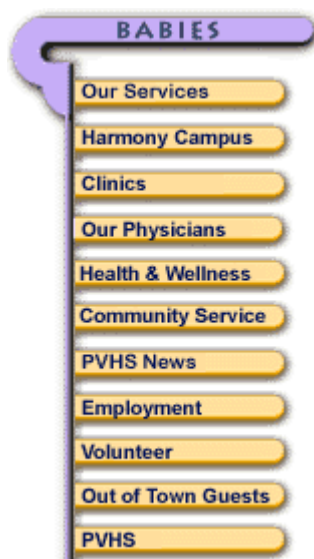 BABIES
Our Services
Harmony Campus
Clinics
Our Physicians
Health & Wellness
Community Service
PVHS News
Employment
Volunteer
Out of Town Guests
PVHS